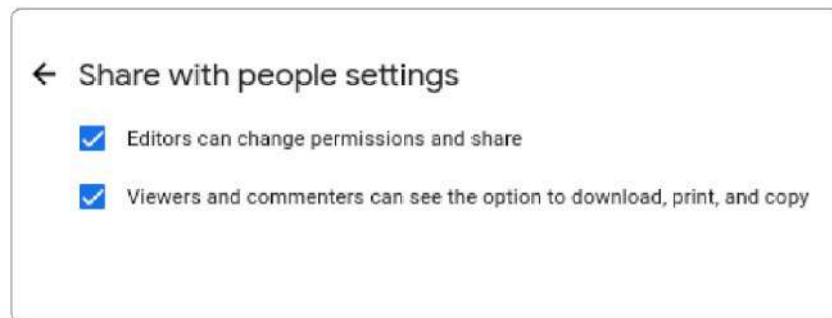 Share with people settings
Editors can change permissions and share
Viewers and commenters can see the option to download, print, and copy